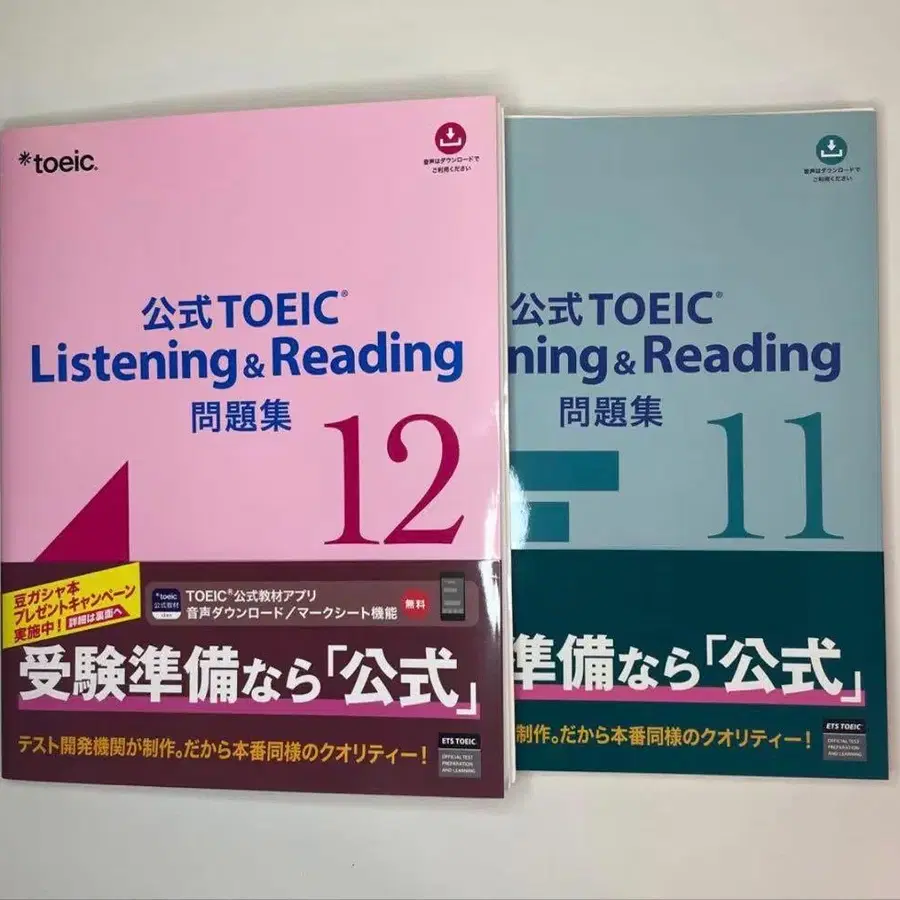 *toeic.
音声はダウンロードで
ご利用ください
公式TOEIC®
Listening & Reading
問題集
12
豆ガシャ本
プレゼントキャンペーン
実施中！ 詳細は裏面へ
*toeic
公式教材
TOEIC®公式教材アプリ
音声ダウンロード／マークシート機能
無料
受験準備なら「公式」
テスト開発機関が制作。だから本番同様のクオリティー！
ETS TOEIC
OFFICIAL TEST
PREPARATION
AND LEARNING
音声はダウンロードで
ご利用ください
公式TOEIC®
ning & Reading
問題集
11
準備なら「公式」
制作。だから本番同様のクオリティー！
ETS TOEIC
OFFICIAL TEST
PREPARATION
AND LEARNING